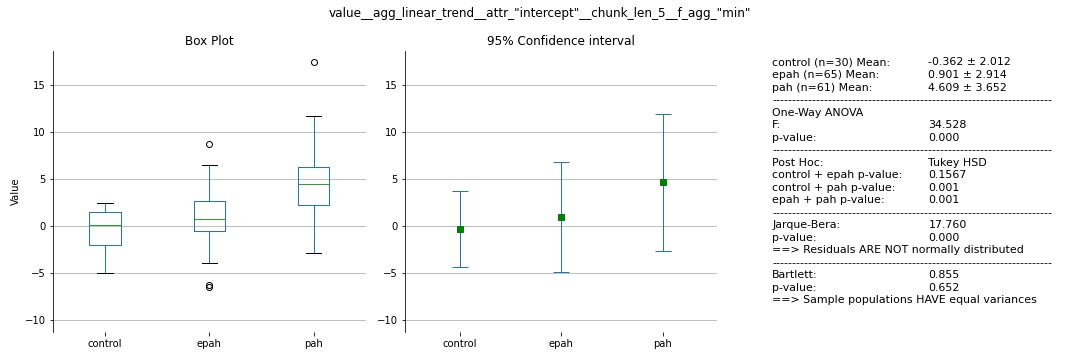 value__agg_linear_trend__attr_"intercept"__chunk_len_5__f_agg_"min"
Box Plot
Value
15
10
5
0
−5
−10
control epah pah
95% Confidence interval
15
10
5
0
−5
−10
control epah pah
control (n=30) Mean: -0.362 ± 2.012
epah (n=65) Mean: 0.901 ± 2.914
pah (n=61) Mean: 4.609 ± 3.652
One-Way ANOVA
F: 34.528
p-value: 0.000
Post Hoc: Tukey HSD
control + epah p-value: 0.1567
control + pah p-value: 0.001
epah + pah p-value: 0.001
Jarque-Bera: 17.760
p-value: 0.000
==> Residuals ARE NOT normally distributed
Bartlett: 0.855
p-value: 0.652
==> Sample populations HAVE equal variances